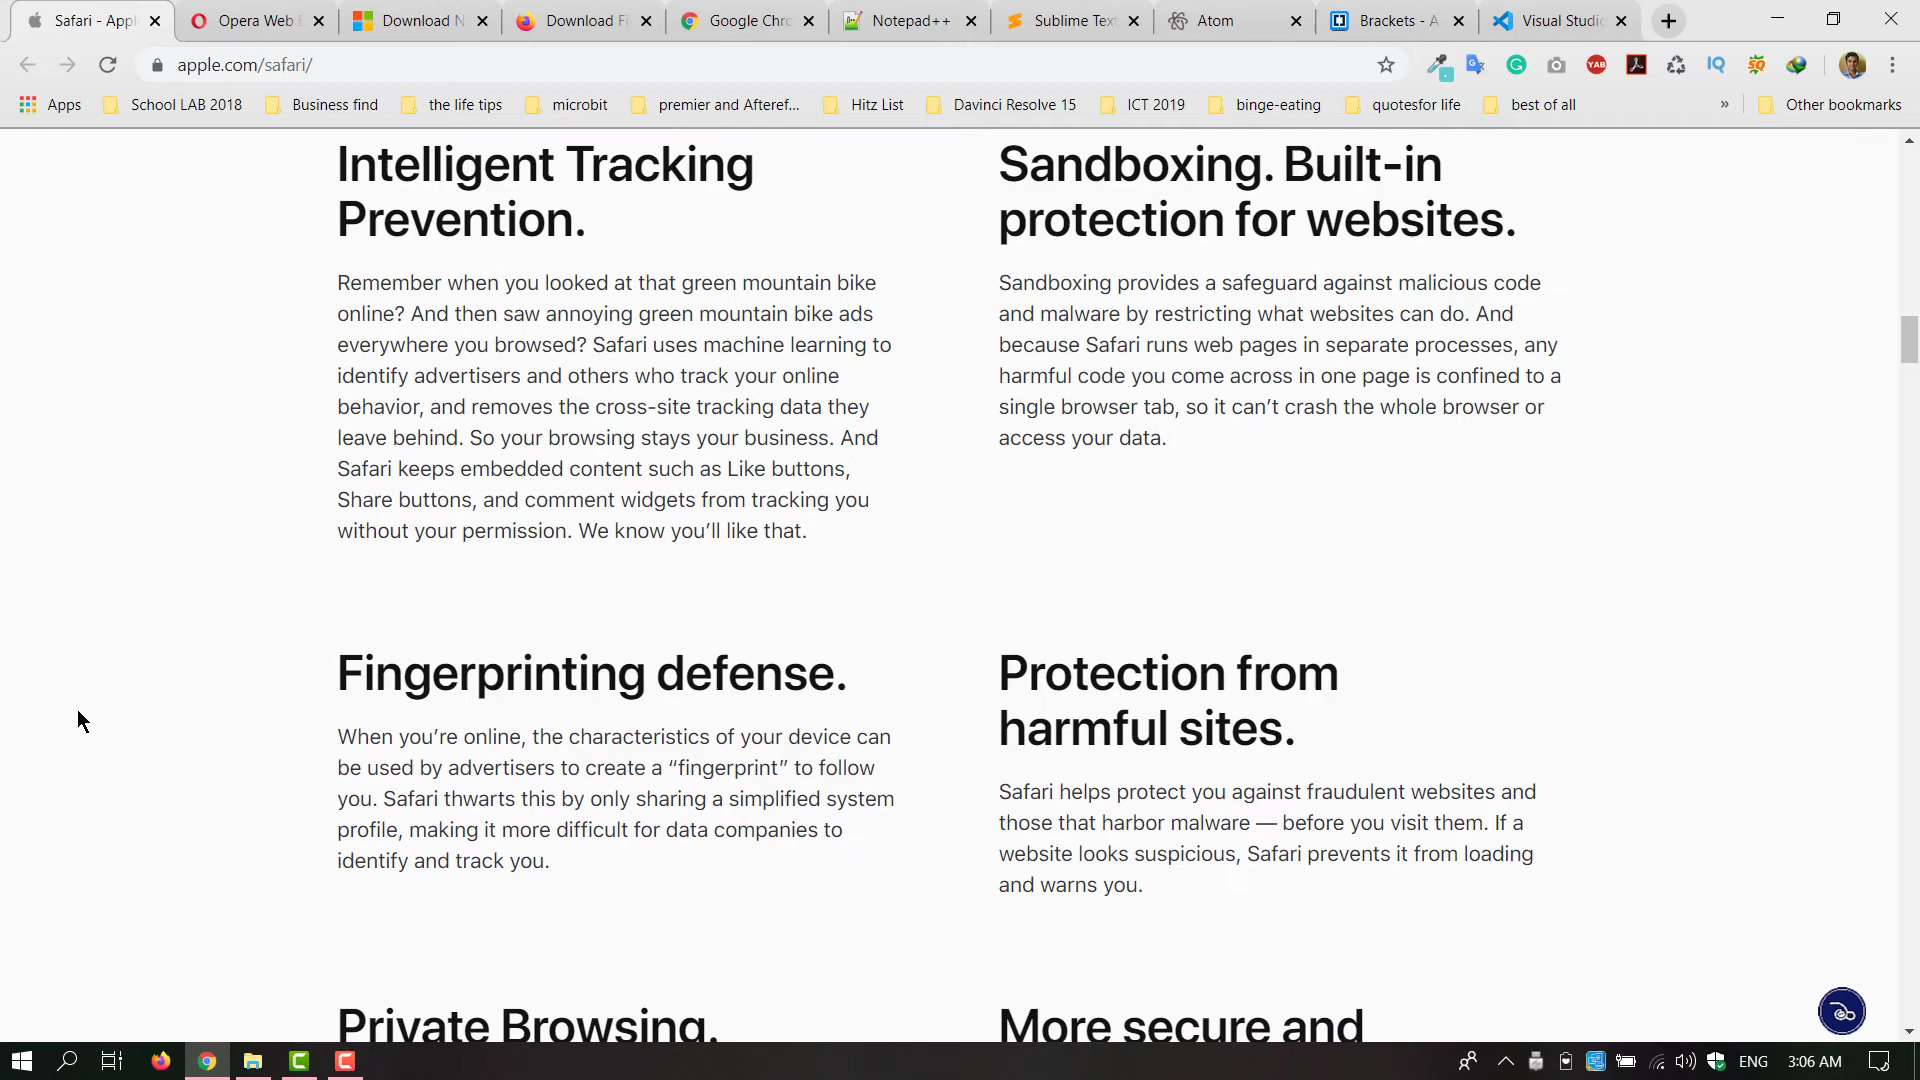 Safari - Appl
Opera Web B
Download N
Download Fi
Google Chro
Notepad++
Sublime Text
Atom
Brackets - A
Visual Studio
apple.com/safari/
Apps
School LAB 2018
Business find
the life tips
microbit
premier and Afteref...
Hitz List
Davinci Resolve 15
ICT 2019
binge-eating
quotesfor life
best of all
»
Other bookmarks
Intelligent Tracking
Prevention.
Remember when you looked at that green mountain bike
online? And then saw annoying green mountain bike ads
everywhere you browsed? Safari uses machine learning to
identify advertisers and others who track your online
behavior, and removes the cross-site tracking data they
leave behind. So your browsing stays your business. And
Safari keeps embedded content such as Like buttons,
Share buttons, and comment widgets from tracking you
without your permission. We know you’ll like that.
Sandboxing. Built-in
protection for websites.
Sandboxing provides a safeguard against malicious code
and malware by restricting what websites can do. And
because Safari runs web pages in separate processes, any
harmful code you come across in one page is confined to a
single browser tab, so it can’t crash the whole browser or
access your data.
Fingerprinting defense.
When you’re online, the characteristics of your device can
be used by advertisers to create a “fingerprint” to follow
you. Safari thwarts this by only sharing a simplified system
profile, making it more difficult for data companies to
identify and track you.
Protection from
harmful sites.
Safari helps protect you against fraudulent websites and
those that harbor malware — before you visit them. If a
website looks suspicious, Safari prevents it from loading
and warns you.
Private Browsing.
More secure and
ENG
3:06 AM